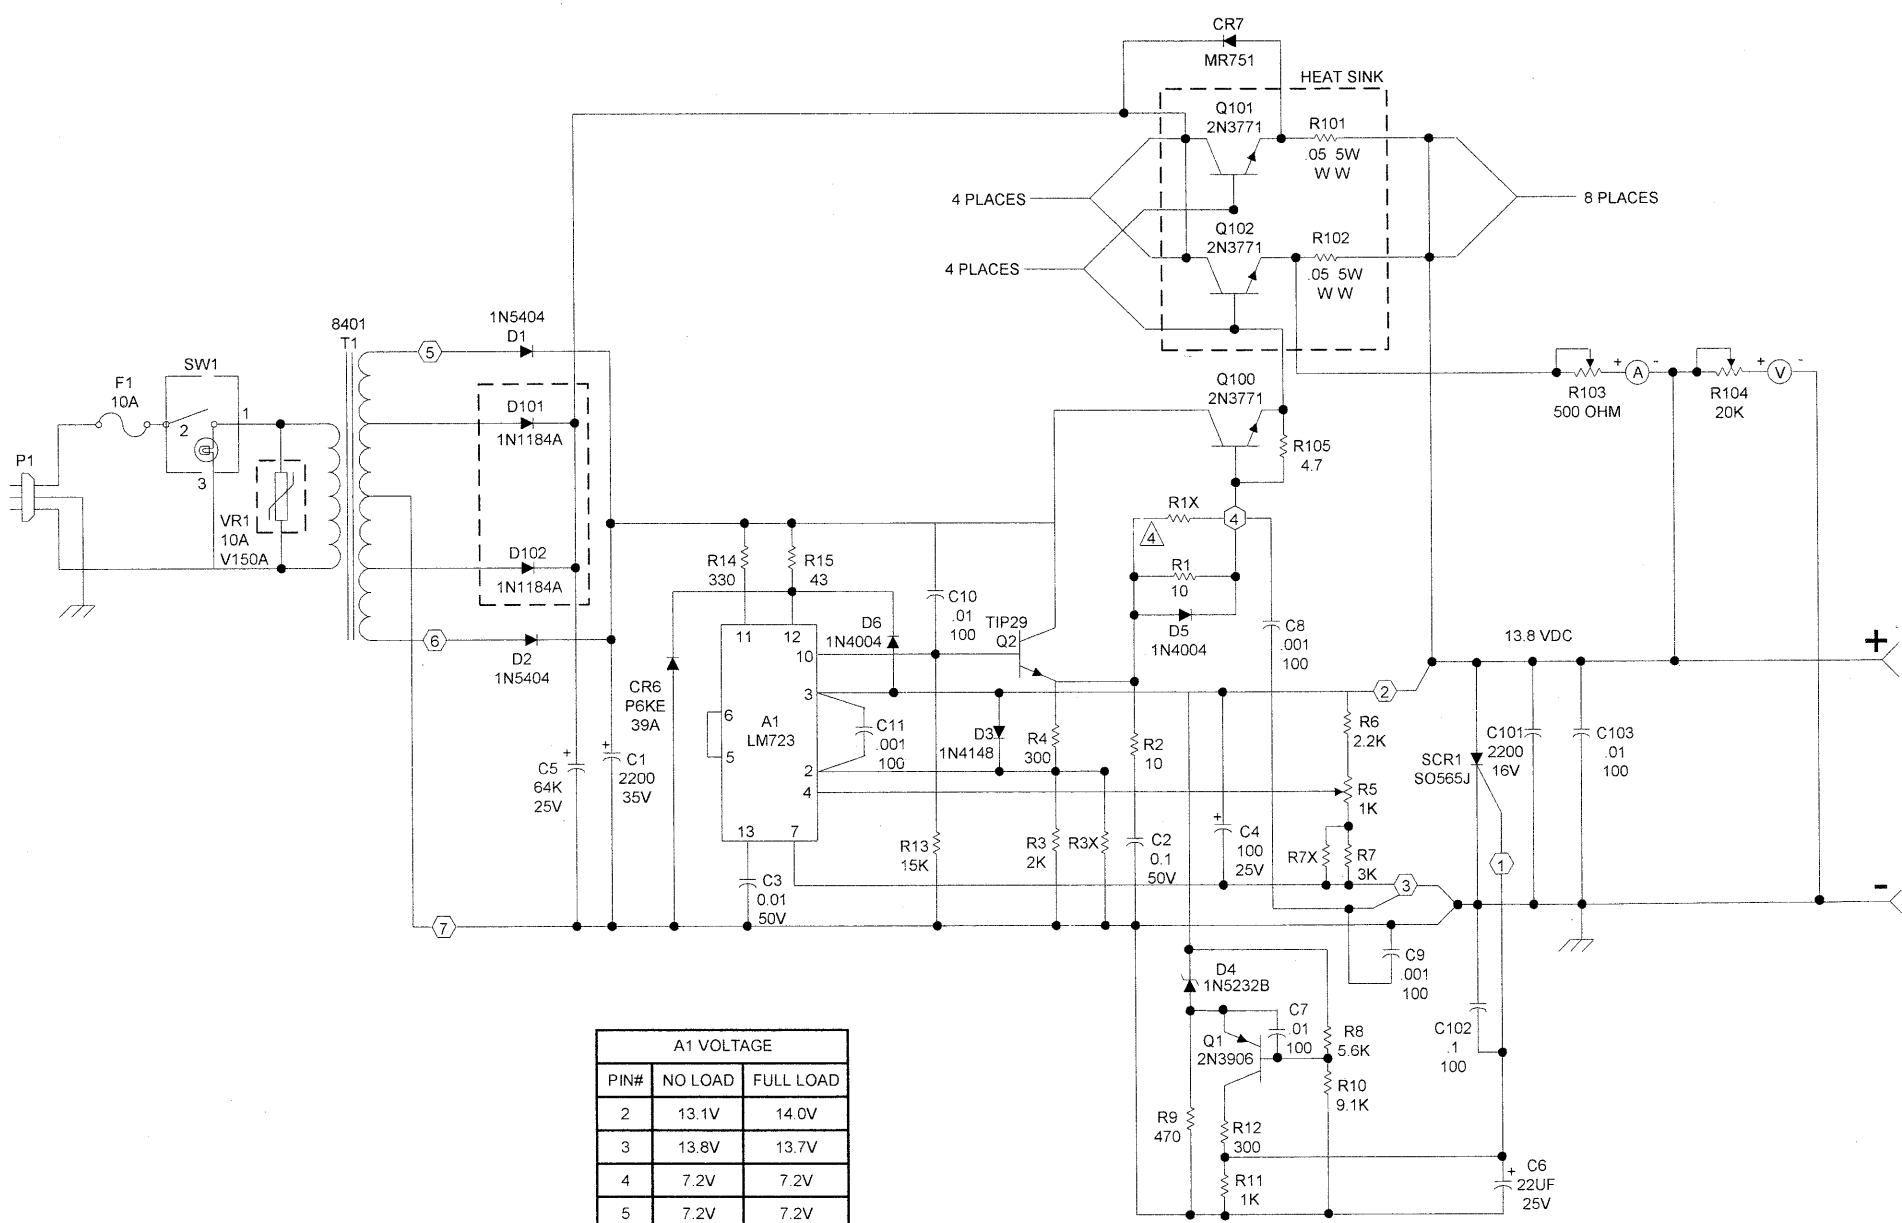 CR7
MR751
HEAT SINK
Q101
2N3771
R101
.05 5W
W W
4 PLACES
8 PLACES
Q102
2N3771
R102
.05 5W
W W
4 PLACES
8401
T1
1N5404
D1
5
SW1
F1
10A
1
2
3
P1
VR1
10A
V150A
D101
1N1184A
D102
1N1184A
6
D2
1N5404
7
Q100
2N3771
R105
4.7
R103
500 OHM
+ A -
R104
20K
+ V -
R1X
4
4
R1
10
D5
1N4004
R14
330
R15
43
C10
.01
100
TIP29
Q2
D6
1N4004
C8
.001
100
13.8 VDC
+
11
12
10
3
6
5
2
4
13
7
A1
LM723
CR6
P6KE
39A
C11
.001
100
D3
1N4148
R4
300
R2
10
2
R6
2.2K
R5
1K
C101
2200
16V
C103
.01
100
SCR1
SO565J
+
C5
64K
25V
+
C1
2200
35V
C3
0.01
50V
R13
15K
R3
2K
R3X
C2
0.1
50V
+
C4
100
25V
R7X
R7
3K
3
1
-
C9
.001
100
D4
1N5232B
C7
.01
100
Q1
2N3906
R8
5.6K
R10
9.1K
C102
.1
100
R9
470
R12
300
R11
1K
+
C6
22UF
25V
A1 VOLTAGE
PIN# NO LOAD FULL LOAD
2 13.1V 14.0V
3 13.8V 13.7V
4 7.2V 7.2V
5 7.2V 7.2V